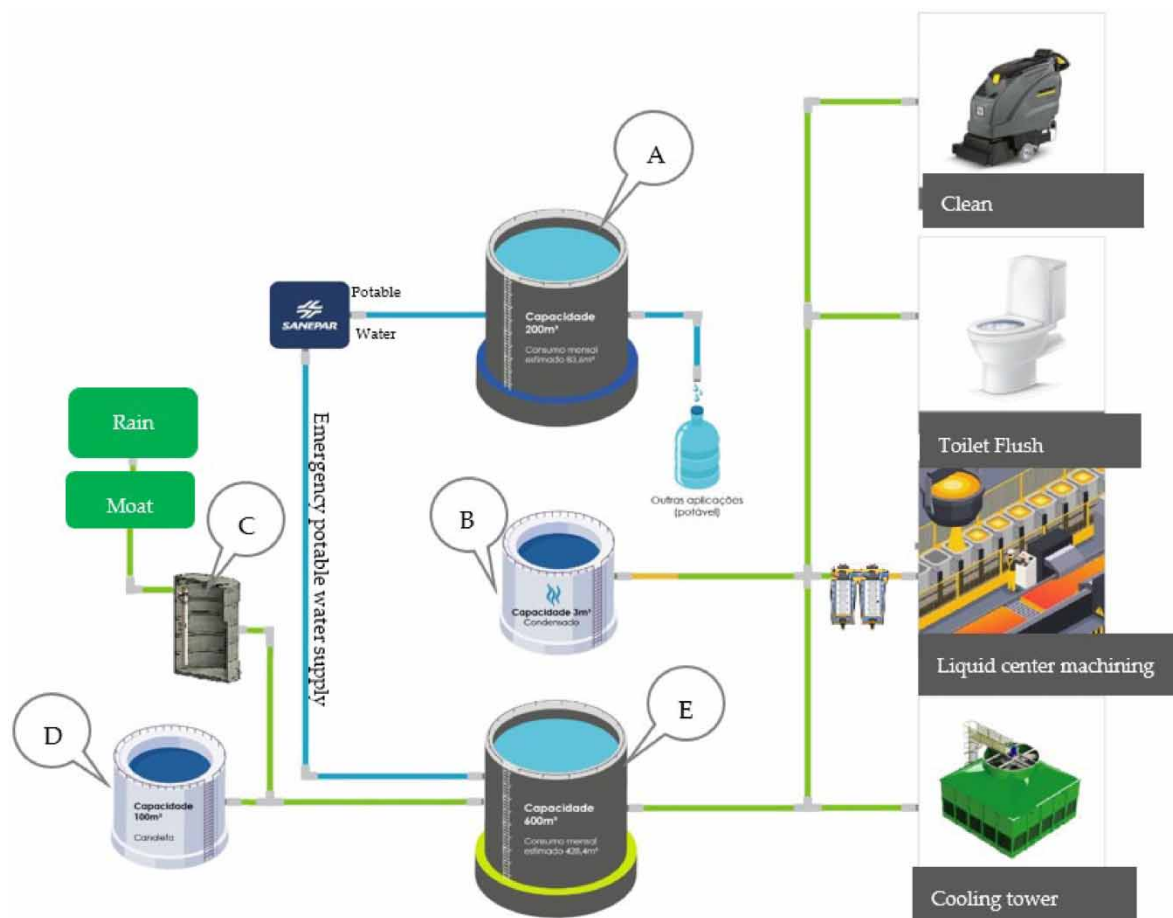 A
Clean
SANEPAR
Potable
Water
Capacidade
200m³
Consumo mensal
estimado 83,6m³
Emergency potable water supply
Rain
Moat
Toilet Flush
Outras aplicações
(potável)
C
B
Capacidade 3m³
Condensado
Liquid center machining
D
E
Capacidade
100m³
Canaleta
Capacidade
600m³
Consumo mensal
estimado 428,4m³
Cooling tower